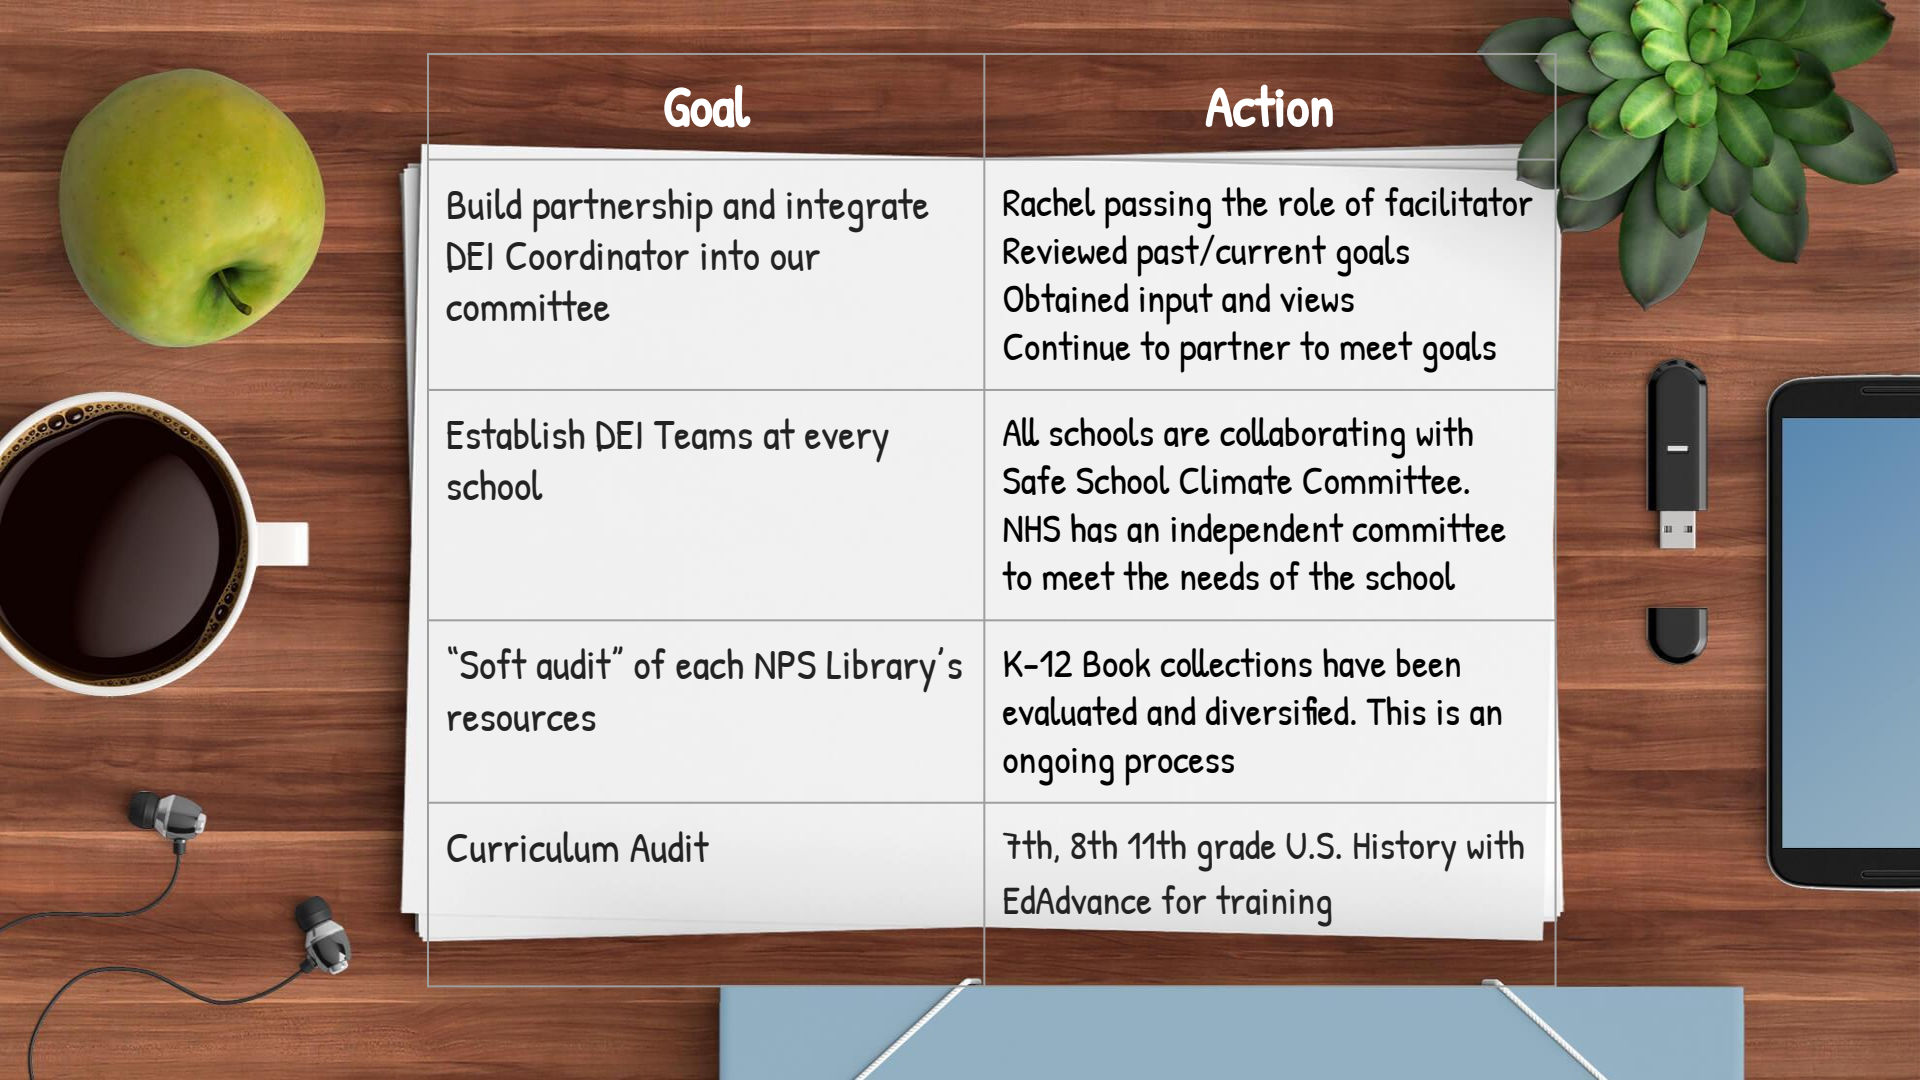 Goal
Action
Build partnership and integrate
DEI Coordinator into our
committee
Rachel passing the role of facilitator
Reviewed past/current goals
Obtained input and views
Continue to partner to meet goals
Establish DEI Teams at every
school
All schools are collaborating with
Safe School Climate Committee.
NHS has an independent committee
to meet the needs of the school
“Soft audit” of each NPS Library’s
resources
K-12 Book collections have been
evaluated and diversified. This is an
ongoing process
Curriculum Audit
7th, 8th 11th grade U.S. History with
EdAdvance for training